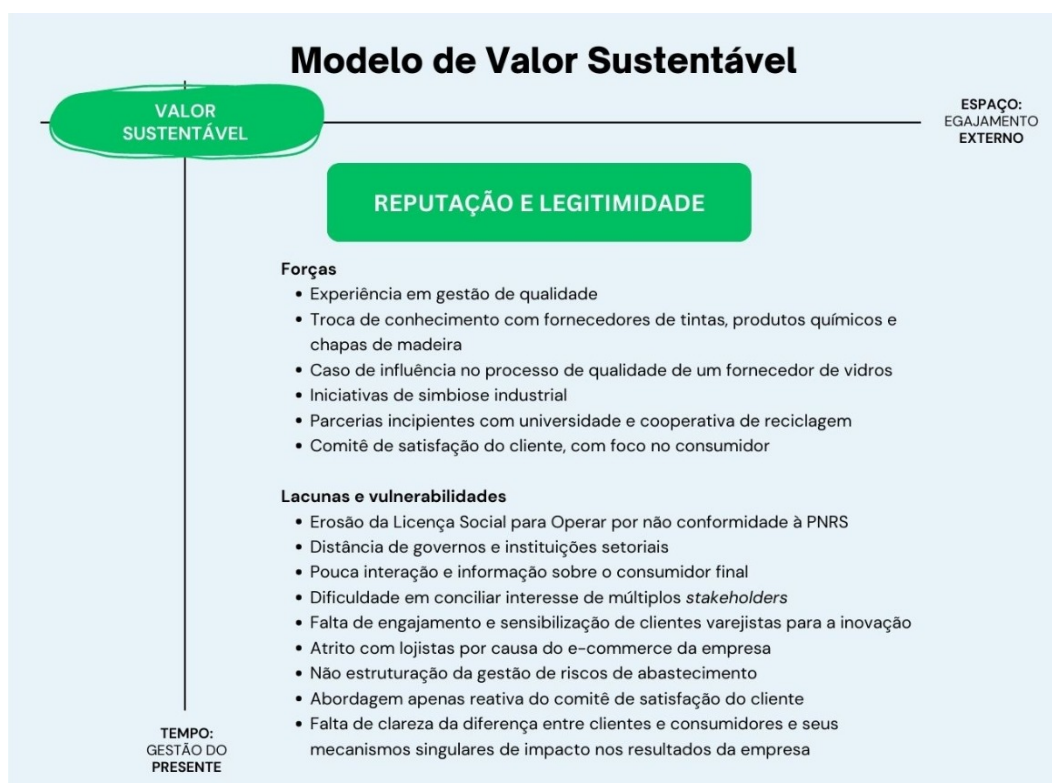 Modelo de Valor Sustentável
VALOR
SUSTENTÁVEL
ESPAÇO:
EGAJAMENTO
EXTERNO
REPUTAÇÃO E LEGITIMIDADE
Forças
• Experiência em gestão de qualidade
• Troca de conhecimento com fornecedores de tintas, produtos químicos e
chapas de madeira
• Caso de influência no processo de qualidade de um fornecedor de vidros
• Iniciativas de simbiose industrial
• Parcerias incipientes com universidade e cooperativa de reciclagem
• Comitê de satisfação do cliente, com foco no consumidor
Lacunas e vulnerabilidades
• Erosão da Licença Social para Operar por não conformidade à PNRS
• Distância de governos e instituições setoriais
• Pouca interação e informação sobre o consumidor final
• Dificuldade em conciliar interesse de múltiplos stakeholders
• Falta de engajamento e sensibilização de clientes varejistas para a inovação
• Atrito com lojistas por causa do e-commerce da empresa
• Não estruturação da gestão de riscos de abastecimento
• Abordagem apenas reativa do comitê de satisfação do cliente
• Falta de clareza da diferença entre clientes e consumidores e seus
mecanismos singulares de impacto nos resultados da empresa
TEMPO:
GESTÃO DO
PRESENTE